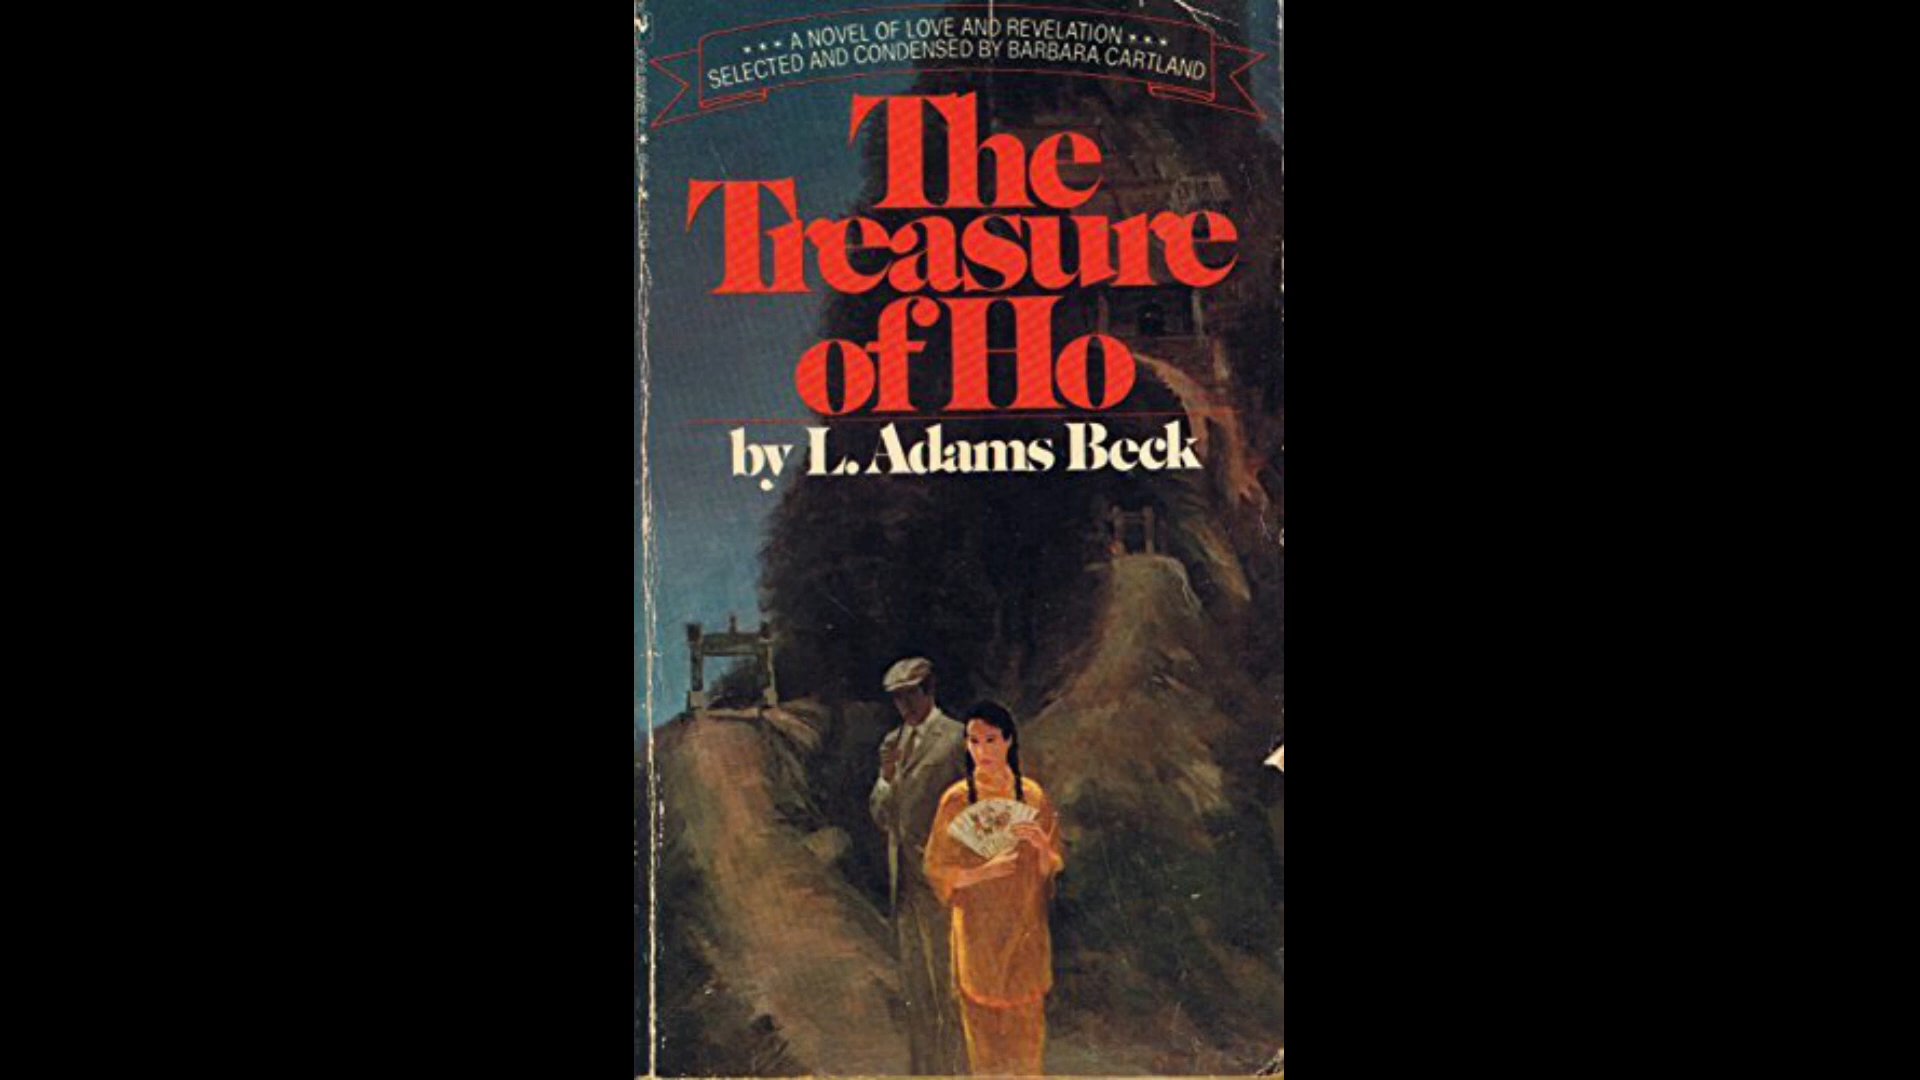 * * * A NOVEL OF LOVE AND REVELATION * * *
SELECTED AND CONDENSED BY BARBARA CARTLAND
The
Treasure
of Ho
by L. Adams Beck